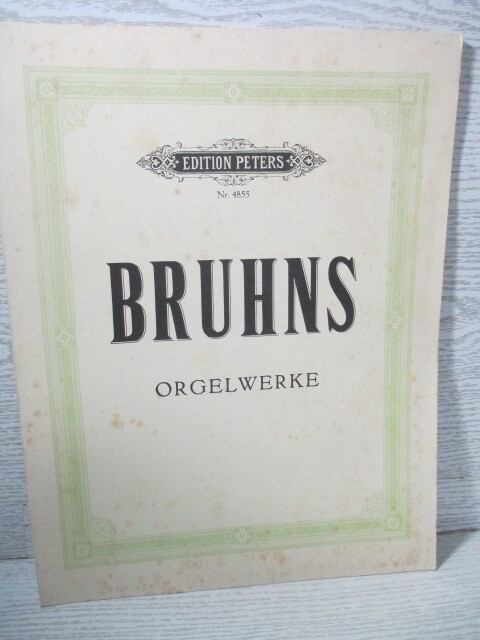 EDITION PETERS
Nr. 4855
BRUHNS
ORGELWERKE